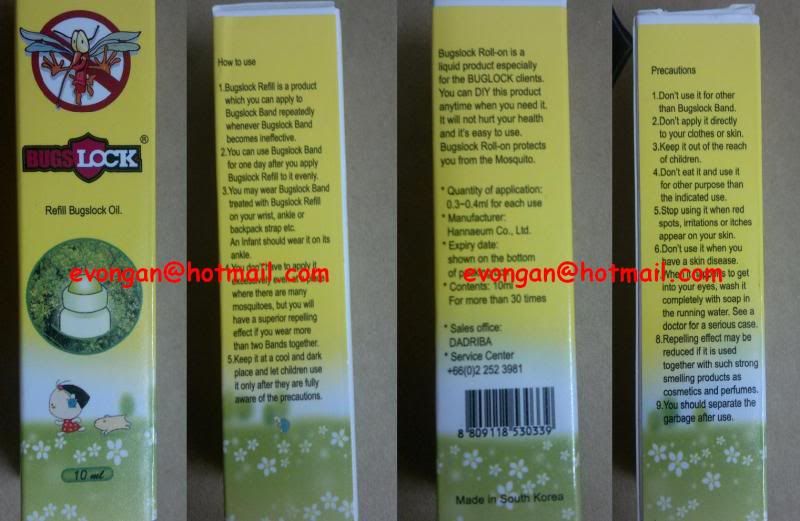 BUGSLOCK®
Refill Bugslock Oil.
10 ml
How to use
1.Bugslock Refill is a product
which you can apply to
Bugslock Band repeatedly
whenever Bugslock Band
becomes ineffective.
2.You can use Bugslock Band
for one day after you apply
Bugslock Refill to it evenly.
3.You may wear Bugslock Band
treated with Bugslock Refill
on your wrist, ankle or
backpack strap etc.
An Infant should wear it on its
ankle.
You don't have to apply it
where there are many
mosquitoes, but you will
have a superior repelling
effect if you wear more
than two Bands together.
5.Keep it at a cool and dark
place and let children use
it only after they are fully
aware of the precautions.
evongan@hotmail.com
Bugslock Roll-on is a
liquid product especially
for the BUGLOCK clients.
You can DIY this product
anytime when you need it.
It will not hurt your health
and it's easy to use.
Bugslock Roll-on protects
you from the Mosquito.
* Quantity of application:
0.3~0.4ml for each use
* Manufacturer:
Hannaeum Co., Ltd.
* Expiry date:
shown on the bottom
of
* Contents: 10ml
For more than 30 times
* Sales office:
DADRIBA
* Service Center
+66(0)2 252 3981
8 809118 530339
Made in South Korea
evongan@hotmail.com
Precautions
1.Don't use it for other
than Bugslock Band.
2.Don't apply it directly
to your clothes or skin.
3.Keep it out of the reach
of children.
4.Don't eat it and use it
for other purpose than
the indicated use.
5.Stop using it when red
spots, irritations or itches
appear on your skin.
6.Don't use it when you
have a skin disease.
to get
into your eyes, wash it
completely with soap in
the running water. See a
doctor for a serious case.
8.Repelling effect may be
reduced if it is used
together with such strong
smelling products as
cosmetics and perfumes.
9.You should separate the
garbage after use.